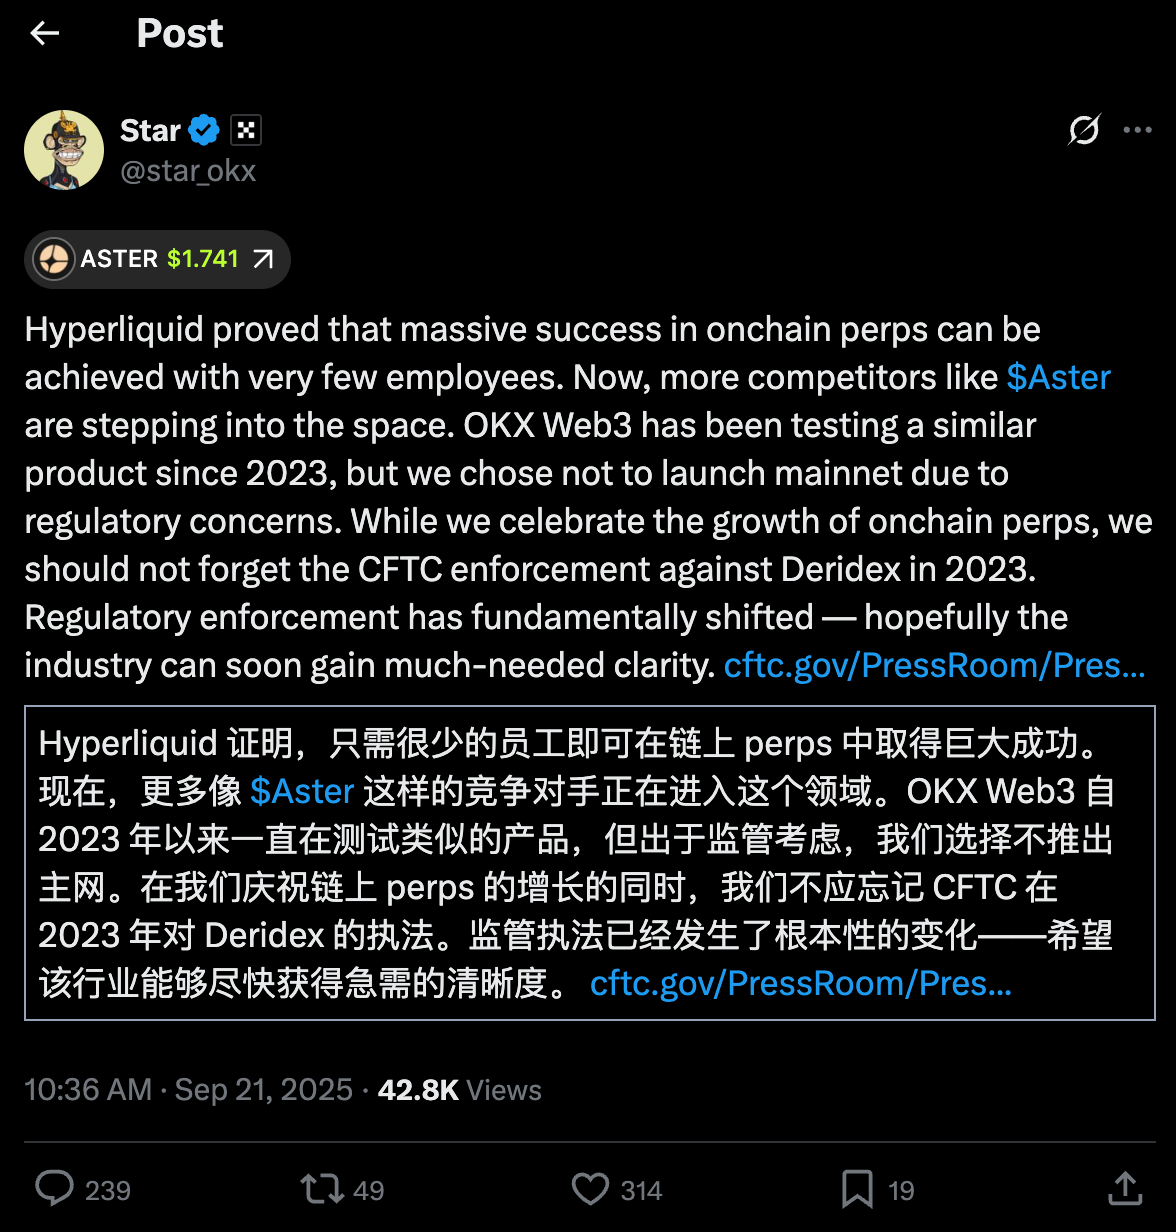 Post
Star
@star_okx
ASTER $1.741
Hyperliquid proved that massive success in onchain perps can be
achieved with very few employees. Now, more competitors like $Aster
are stepping into the space. OKX Web3 has been testing a similar
product since 2023, but we chose not to launch mainnet due to
regulatory concerns. While we celebrate the growth of onchain perps, we
should not forget the CFTC enforcement against Deridex in 2023.
Regulatory enforcement has fundamentally shifted — hopefully the
industry can soon gain much-needed clarity. cftc.gov/PressRoom/Pres...
Hyperliquid 证明，只需很少的员工即可在链上 perps 中取得巨大成功。
现在，更多像 $Aster 这样的竞争对手正在进入这个领域。OKX Web3 自
2023 年以来一直在测试类似的产品，但出于监管考虑，我们选择不推出
主网。在我们庆祝链上 perps 的增长的同时，我们不应忘记 CFTC 在
2023 年对 Deridex 的执法。监管执法已经发生了根本性的变化——希望
该行业能够尽快获得急需的清晰度。 cftc.gov/PressRoom/Pres...
10:36 AM · Sep 21, 2025 · 42.8K Views
239 49 314 19